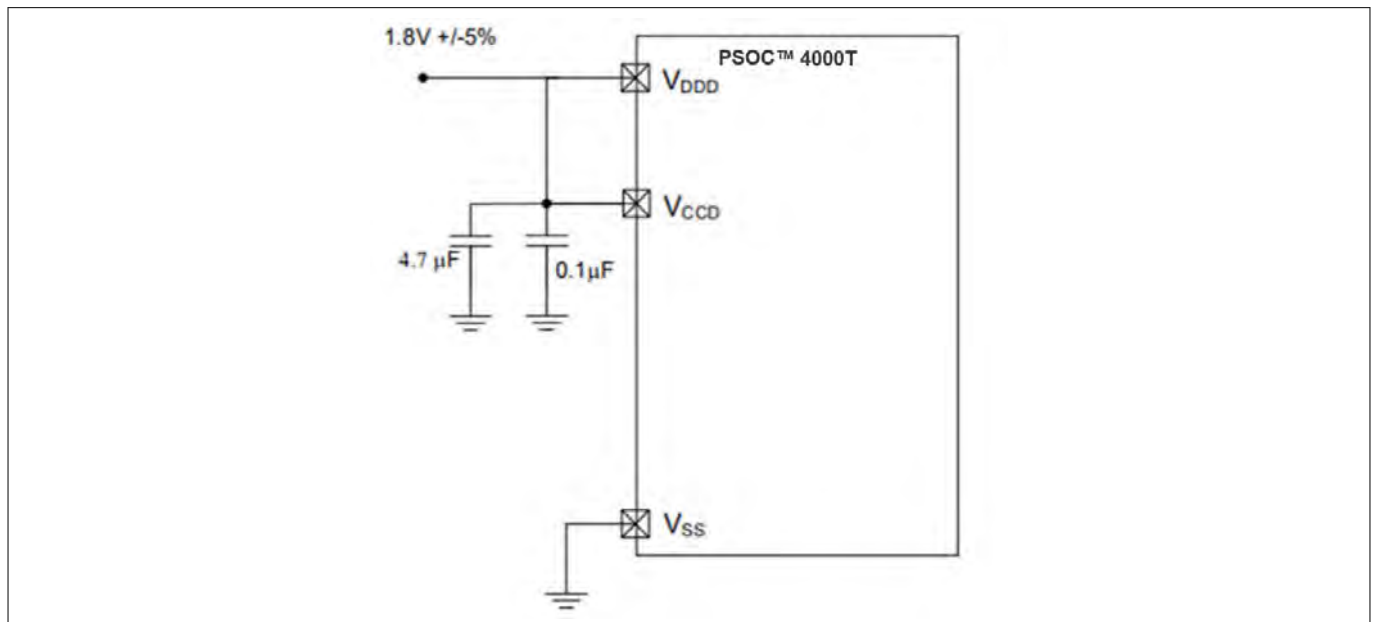 1.8V +/-5%
PSOC™ 4000T
VDDD
VCCD
4.7 μF
0.1μF
VSS